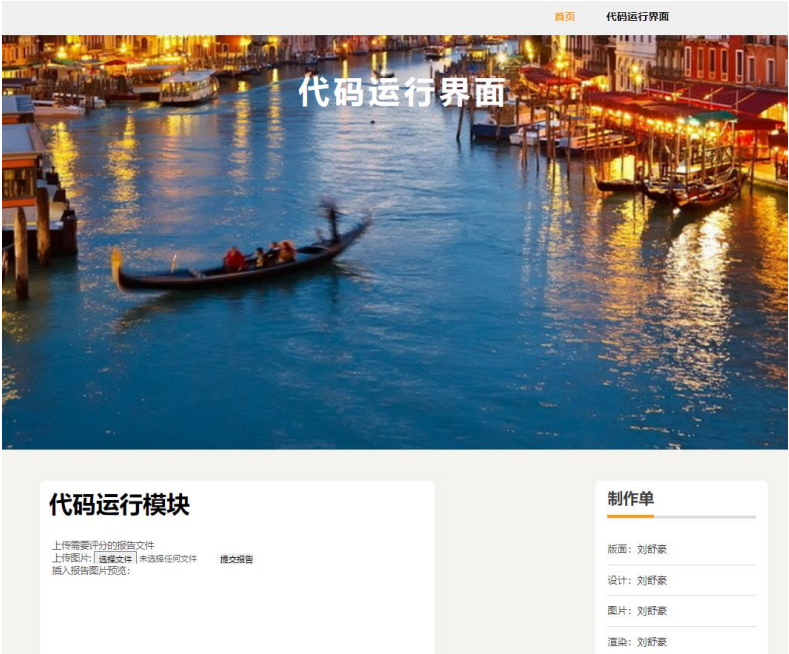 首页 代码运行界面
代码运行界面
代码运行模块
上传需要评分的报告文件
上传图片: 选择文件 未选择任何文件 提交报告
插入报告图片预览:
制作单
版面：刘舒豪
设计：刘舒豪
图片：刘舒豪
渲染：刘舒豪